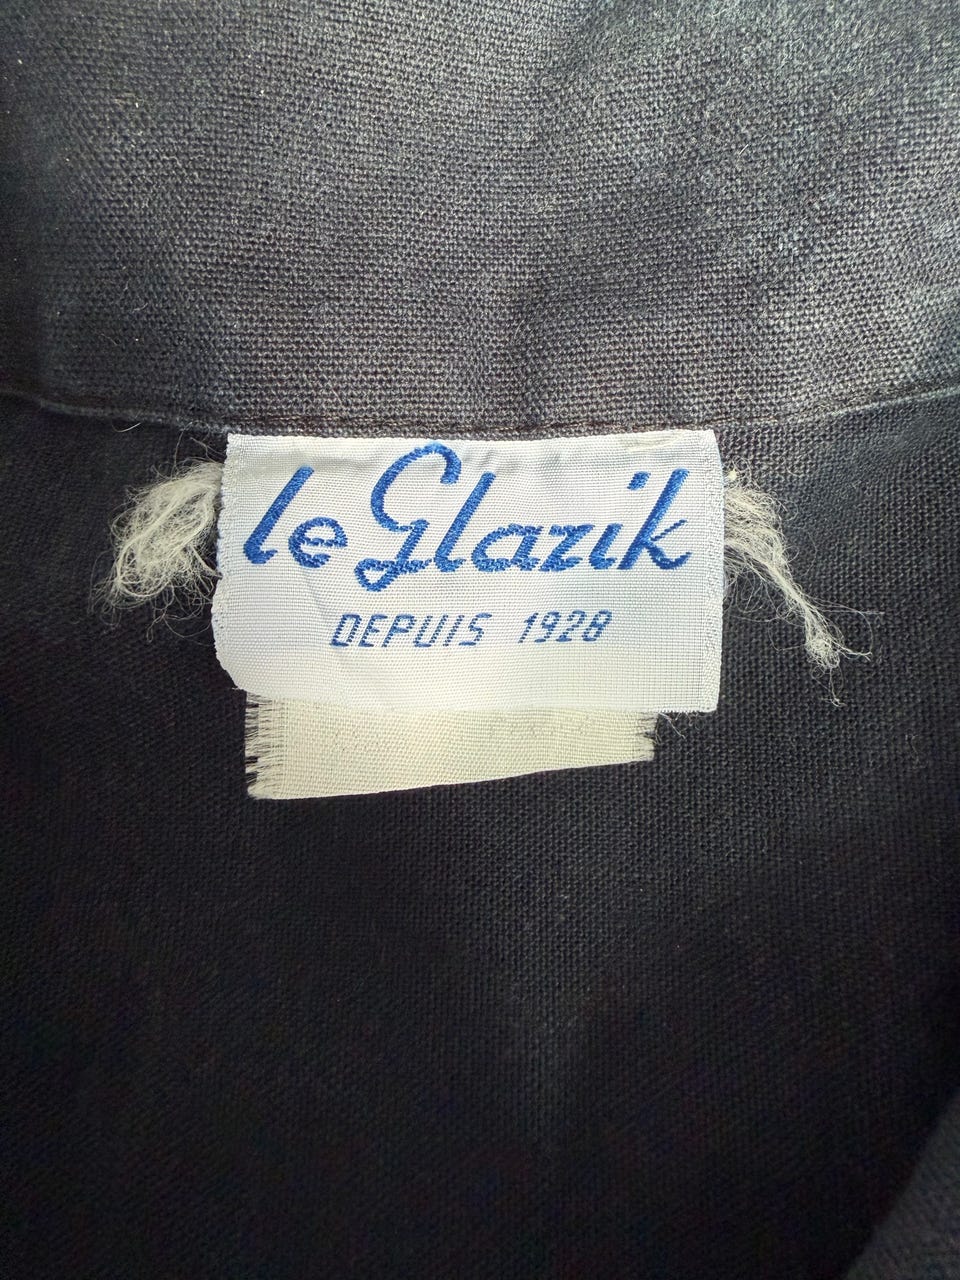 le Glazik
DEPUIS 1928